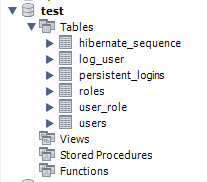 test
Tables
hibernate_sequence
log_user
persistent_logins
roles
user_role
users
Views
Stored Procedures
Functions